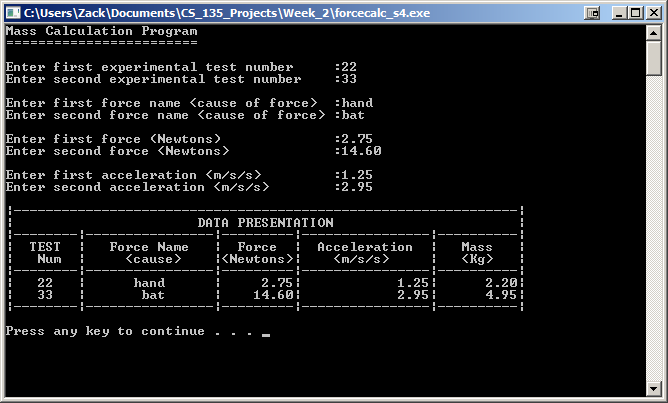 C:\Users\Zack\Documents\CS_135_Projects\Week_2\forcecalc_s4.exe
Mass Calculation Program
========================
Enter first experimental test number     :22
Enter second experimental test number    :33
Enter first force name <cause of force>  :hand
Enter second force name <cause of force> :bat
Enter first force <Newtons>              :2.75
Enter second force <Newtons>             :14.60
Enter first acceleration <m/s/s>         :1.25
Enter second acceleration <m/s/s>        :2.95
DATA PRESENTATION
TEST | Force Name | Force | Acceleration | Mass
Num | <cause> | <Newtons> | <m/s/s> | <Kg>
22 | hand | 2.75 | 1.25 | 2.20
33 | bat | 14.60 | 2.95 | 4.95
Press any key to continue . . . _